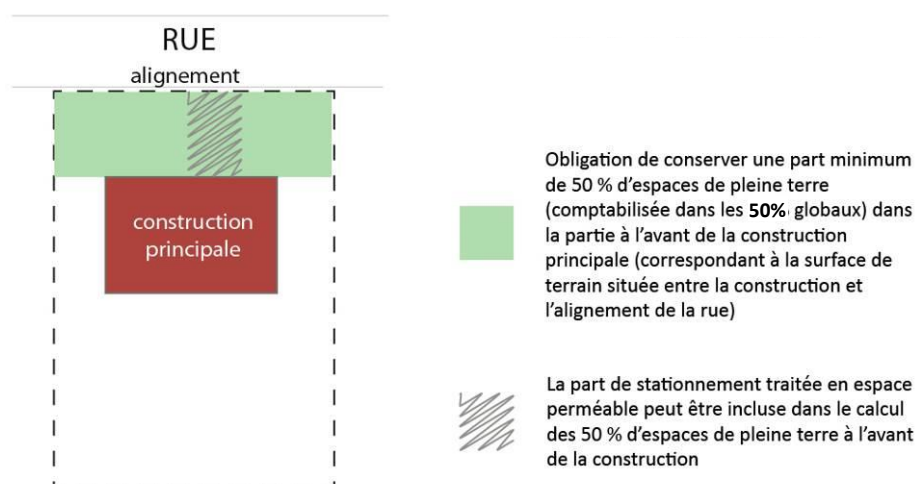 RUE
alignement
construction
principale
Obligation de conserver une part minimum
de 50 % d’espaces de pleine terre
(comptabilisée dans les 50% globaux) dans
la partie à l’avant de la construction
principale (correspondant à la surface de
terrain située entre la construction et
l’alignement de la rue)
La part de stationnement traitée en espace
perméable peut être incluse dans le calcul
des 50 % d’espaces de pleine terre à l’avant
de la construction